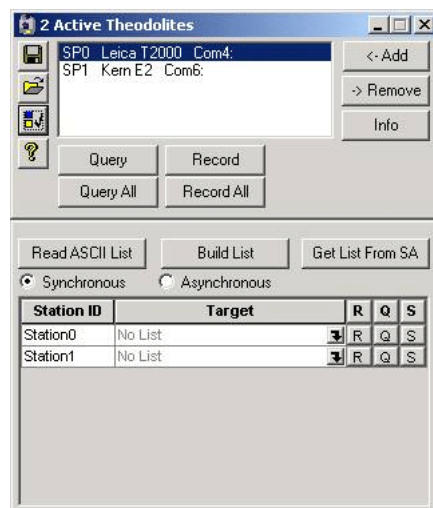 2 Active Theodolites
SP0 Leica T2000 Com4:
SP1 Kern E2 Com6:
<- Add
-> Remove
Info
?
Query Record
Query All Record All
Read ASCII List Build List Get List From SA
Synchronous Asynchronous
Station ID Target R Q S
Station0 No List R Q S
Station1 No List R Q S